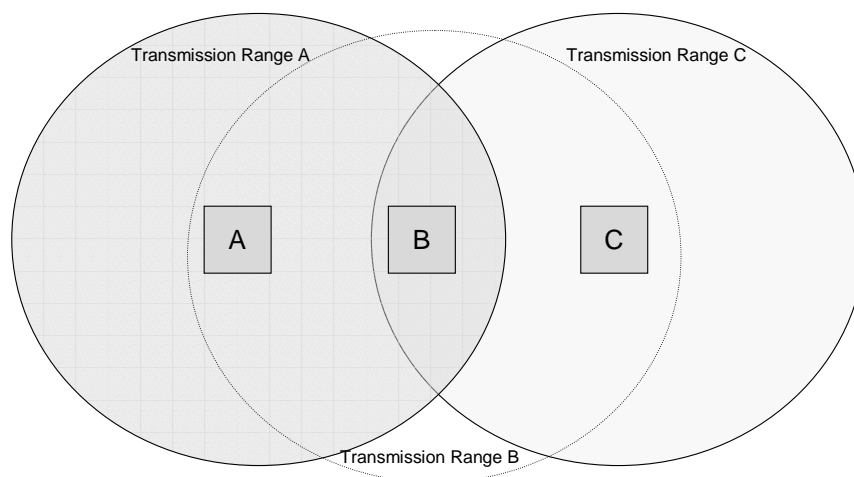 Transmission Range A
Transmission Range C
A
B
C
Transmission Range B